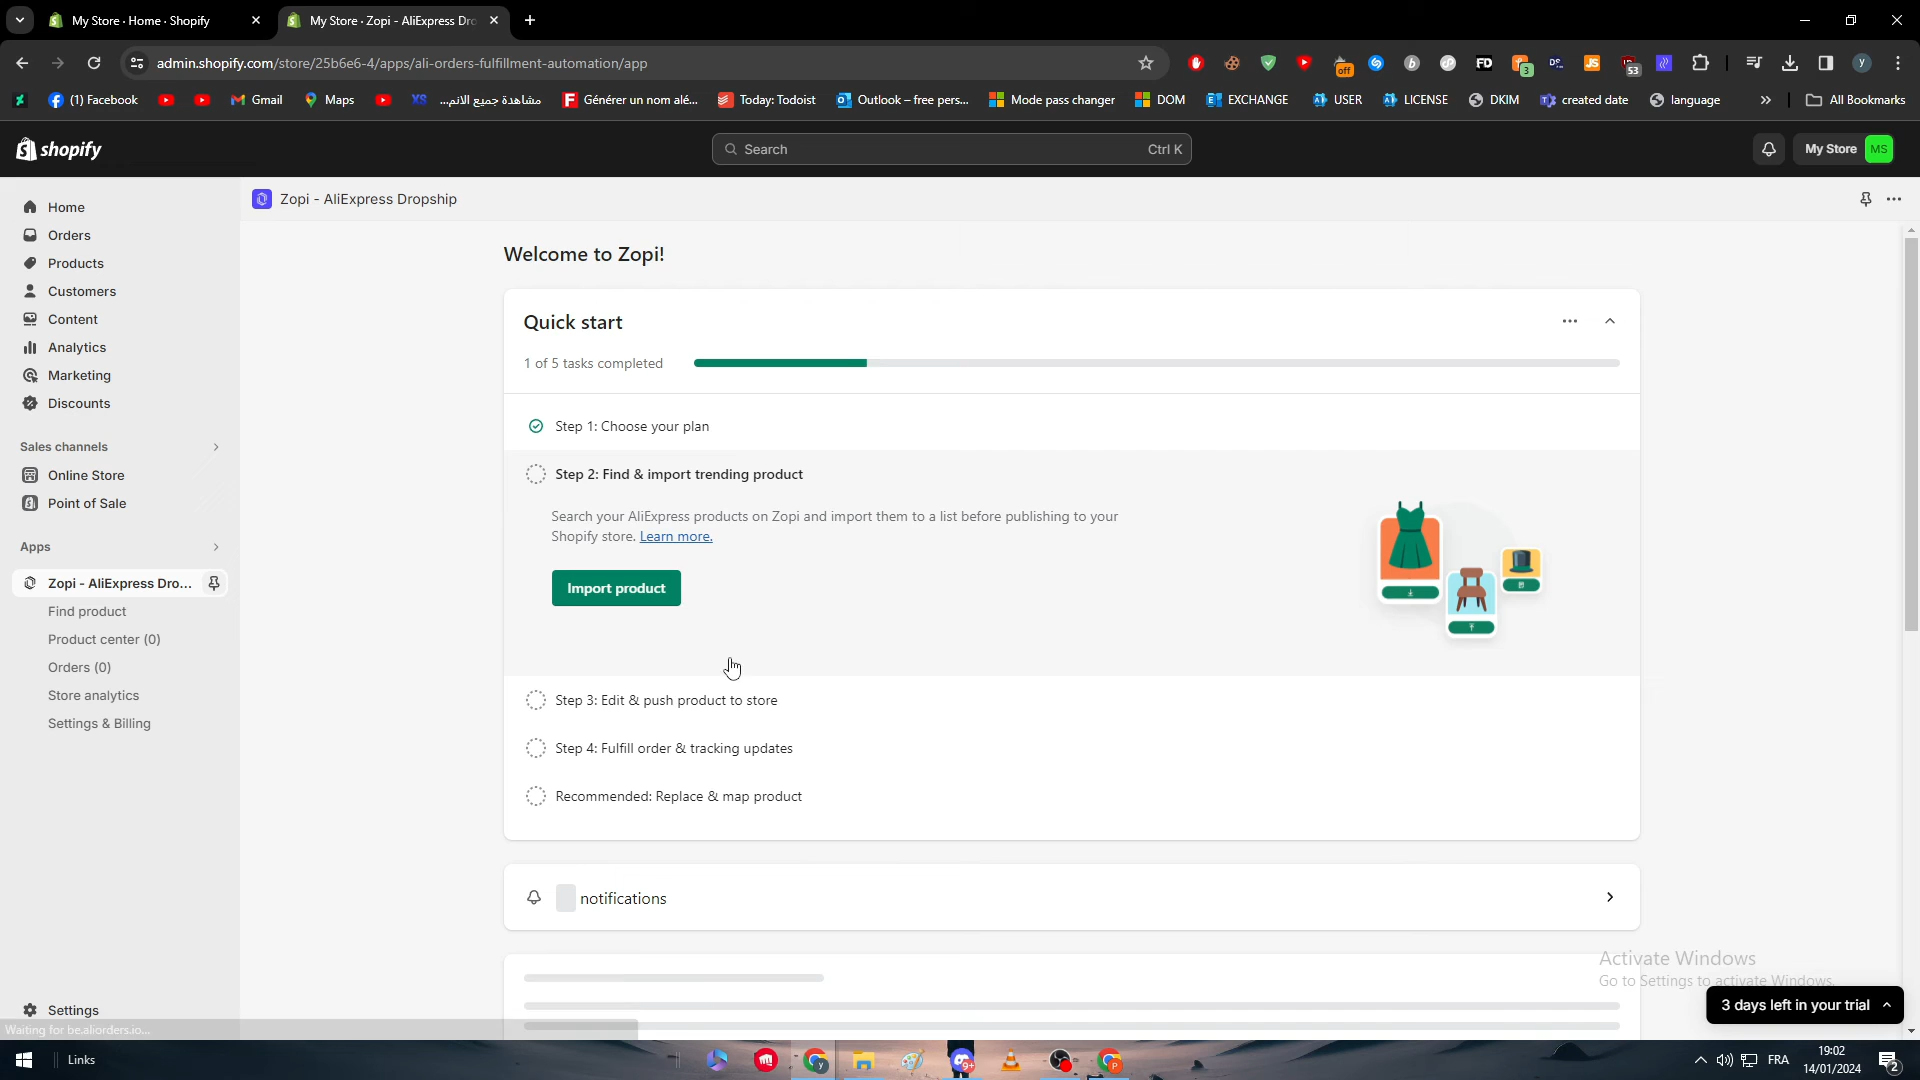 My Store · Home · Shopify
My Store · Zopi - AliExpress Dro
admin.shopify.com/store/25b6e6-4/apps/ali-orders-fulfillment-automation/app
off
b
FD
3
JS
53
y
(1) Facebook
Gmail
Maps
مشاهدة جميع الانم...
Générer un nom alé...
Today: Todoist
Outlook – free pers...
Mode pass changer
DOM
EXCHANGE
USER
LICENSE
DKIM
created date
language
All Bookmarks
shopify
Search
Ctrl K
My Store
MS
Home
Orders
Products
Customers
Content
Analytics
Marketing
Discounts
Sales channels
Online Store
Point of Sale
Apps
Zopi - AliExpress Dro...
Find product
Product center (0)
Orders (0)
Store analytics
Settings & Billing
Settings
Waiting for be.aliorders.io...
Zopi - AliExpress Dropship
Welcome to Zopi!
Quick start
1 of 5 tasks completed
Step 1: Choose your plan
Step 2: Find & import trending product
Search your AliExpress products on Zopi and import them to a list before publishing to your
Shopify store. Learn more.
Import product
Step 3: Edit & push product to store
Step 4: Fulfill order & tracking updates
Recommended: Replace & map product
notifications
Activate Windows
Go to Settings to activate Windows.
3 days left in your trial
Links
FRA
19:02
14/01/2024
2